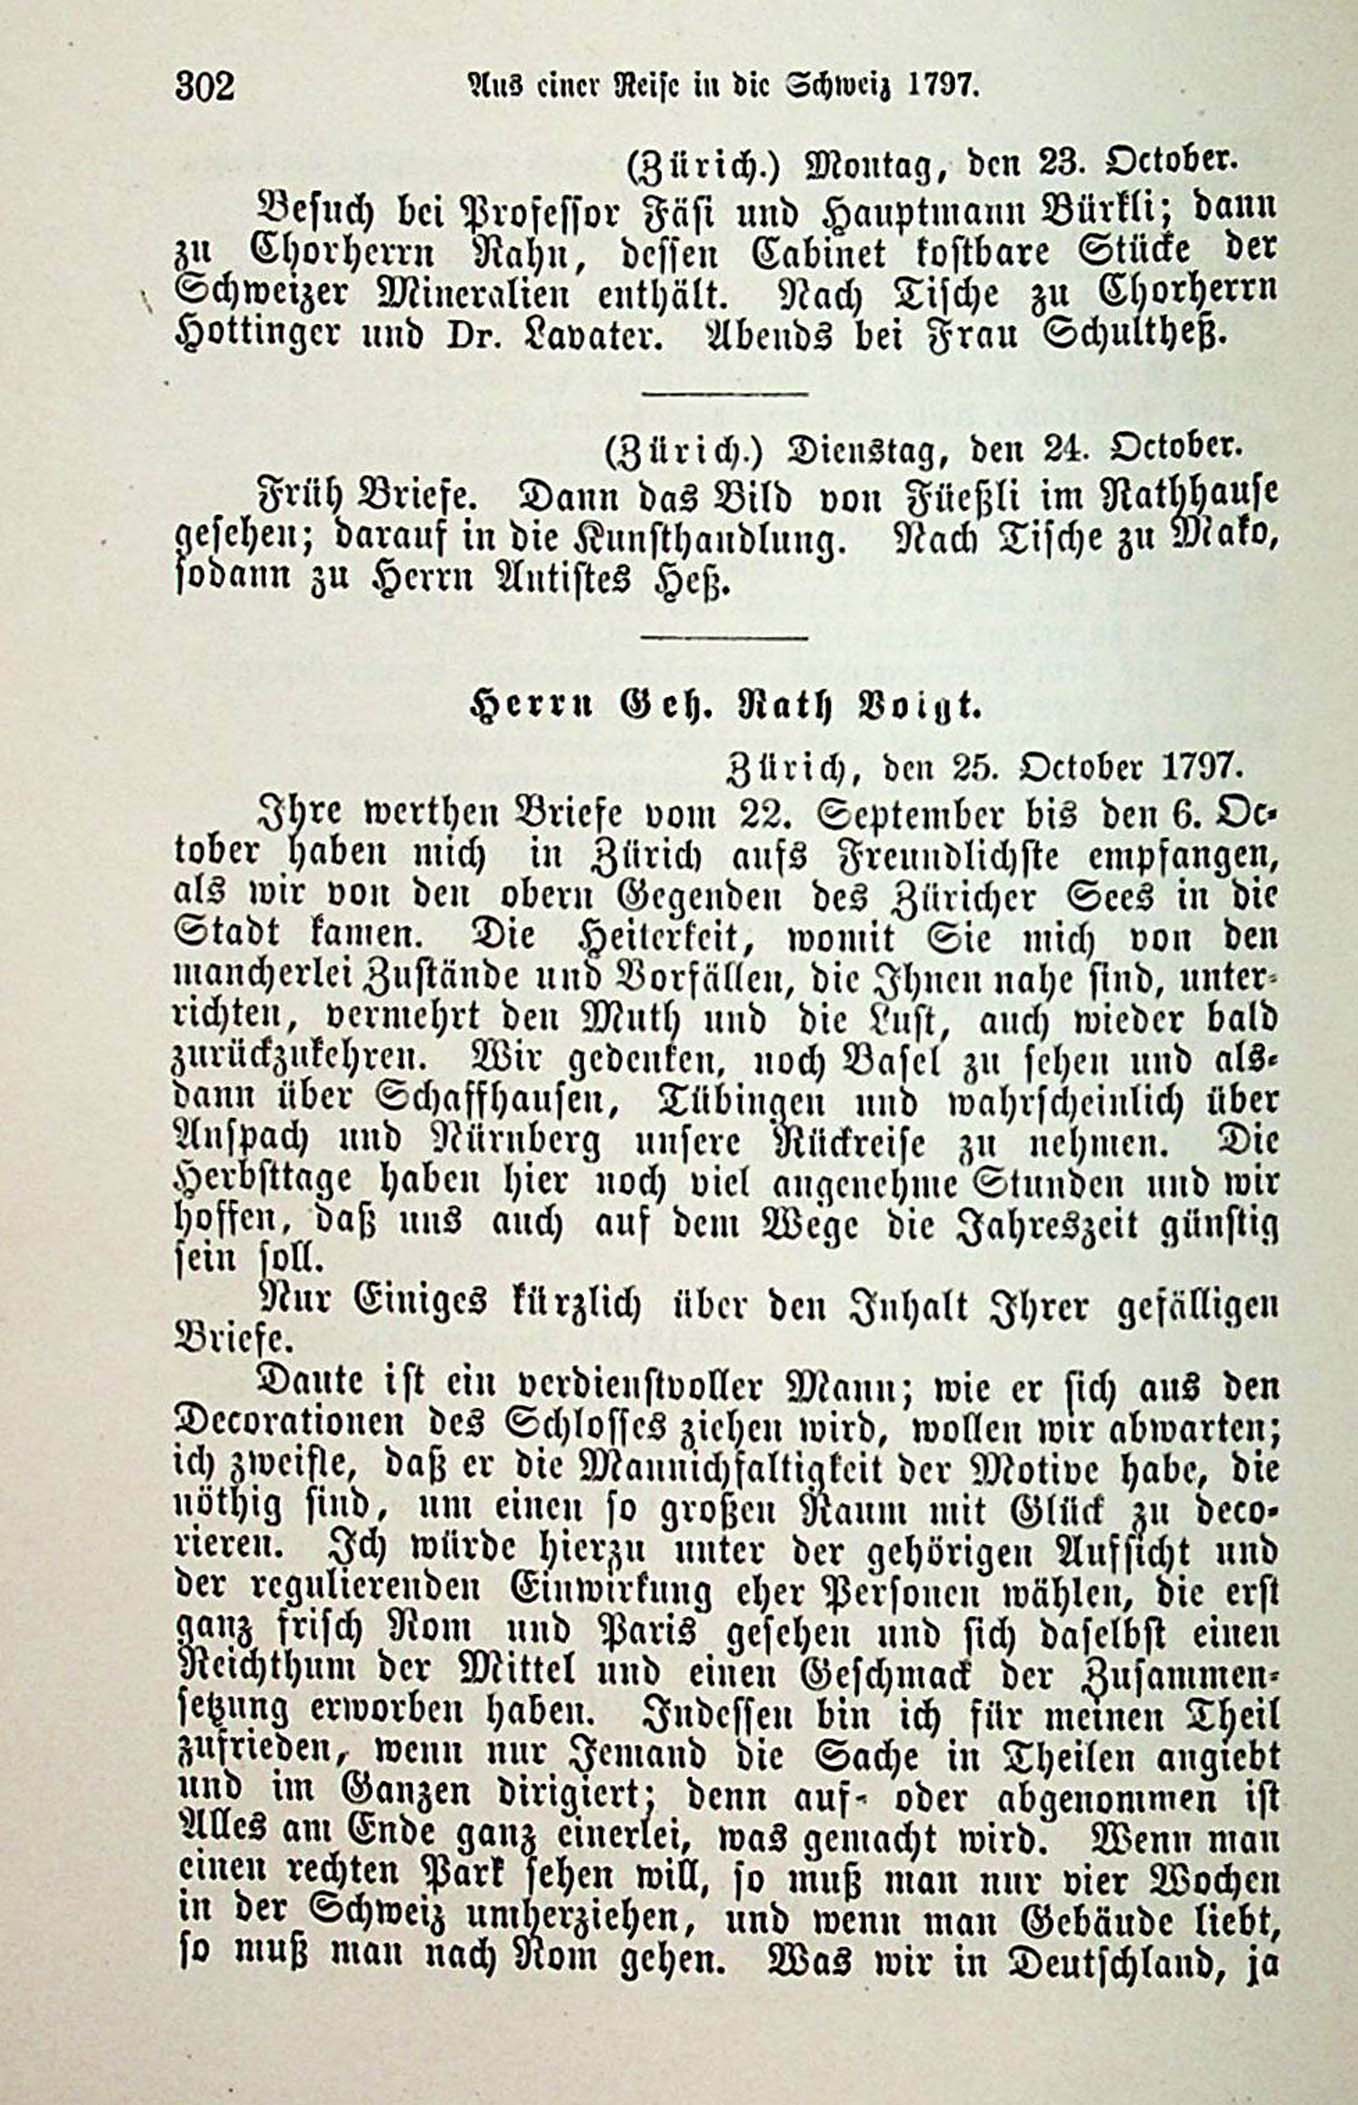 302 Aus einer Reise in die Schweiz 1797.
(Zürich.) Montag, den 23. October.
Besuch bei Professor Fäsi und Hauptmann Bürkli; dann
zu Chorherrn Rahn, dessen Cabinet kostbare Stücke der
Schweizer Mineralien enthält. Nach Tische zu Chorherrn
Hottinger und Dr. Lavater. Abends bei Frau Schultheß.
(Zürich.) Dienstag, den 24. October.
Früh Briefe. Dann das Bild von Füeßli im Rathhause
gesehen; darauf in die Kunsthandlung. Nach Tische zu Mako,
sodann zu Herrn Antistes Heß.
Herrn Geh. Rath Voigt.
Zürich, den 25. October 1797.
Ihre werthen Briefe vom 22. September bis den 6. Oc-
tober haben mich in Zürich aufs Freundlichste empfangen,
als wir von den obern Gegenden des Züricher Sees in die
Stadt kamen. Die Heiterkeit, womit Sie mich von den
mancherlei Zustände und Vorfällen, die Ihnen nahe sind, unter-
richten, vermehrt den Muth und die Lust, auch wieder bald
zurückzukehren. Wir gedenken, noch Basel zu sehen und als-
dann über Schaffhausen, Tübingen und wahrscheinlich über
Anspach und Nürnberg unsere Rückreise zu nehmen. Die
Herbsttage haben hier noch viel angenehme Stunden und wir
hoffen, daß uns auch auf dem Wege die Jahreszeit günstig
sein soll.
Nur Einiges kürzlich über den Inhalt Ihrer gefälligen
Briefe.
Daute ist ein verdienstvoller Mann; wie er sich aus den
Decorationen des Schlosses ziehen wird, wollen wir abwarten;
ich zweifle, daß er die Mannichfaltigkeit der Motive habe, die
nöthig sind, um einen so großen Raum mit Glück zu deco-
rieren. Ich würde hierzu unter der gehörigen Aufsicht und
der regulierenden Einwirkung eher Personen wählen, die erst
ganz frisch Rom und Paris gesehen und sich daselbst einen
Reichthum der Mittel und einen Geschmack der Zusammen-
setzung erworben haben. Indessen bin ich für meinen Theil
zufrieden, wenn nur Jemand die Sache in Theilen angiebt
und im Ganzen dirigiert; denn auf- oder abgenommen ist
Alles am Ende ganz einerlei, was gemacht wird. Wenn man
einen rechten Park sehen will, so muß man nur vier Wochen
in der Schweiz umherziehen, und wenn man Gebäude liebt,
so muß man nach Rom gehen. Was wir in Deutschland, ja